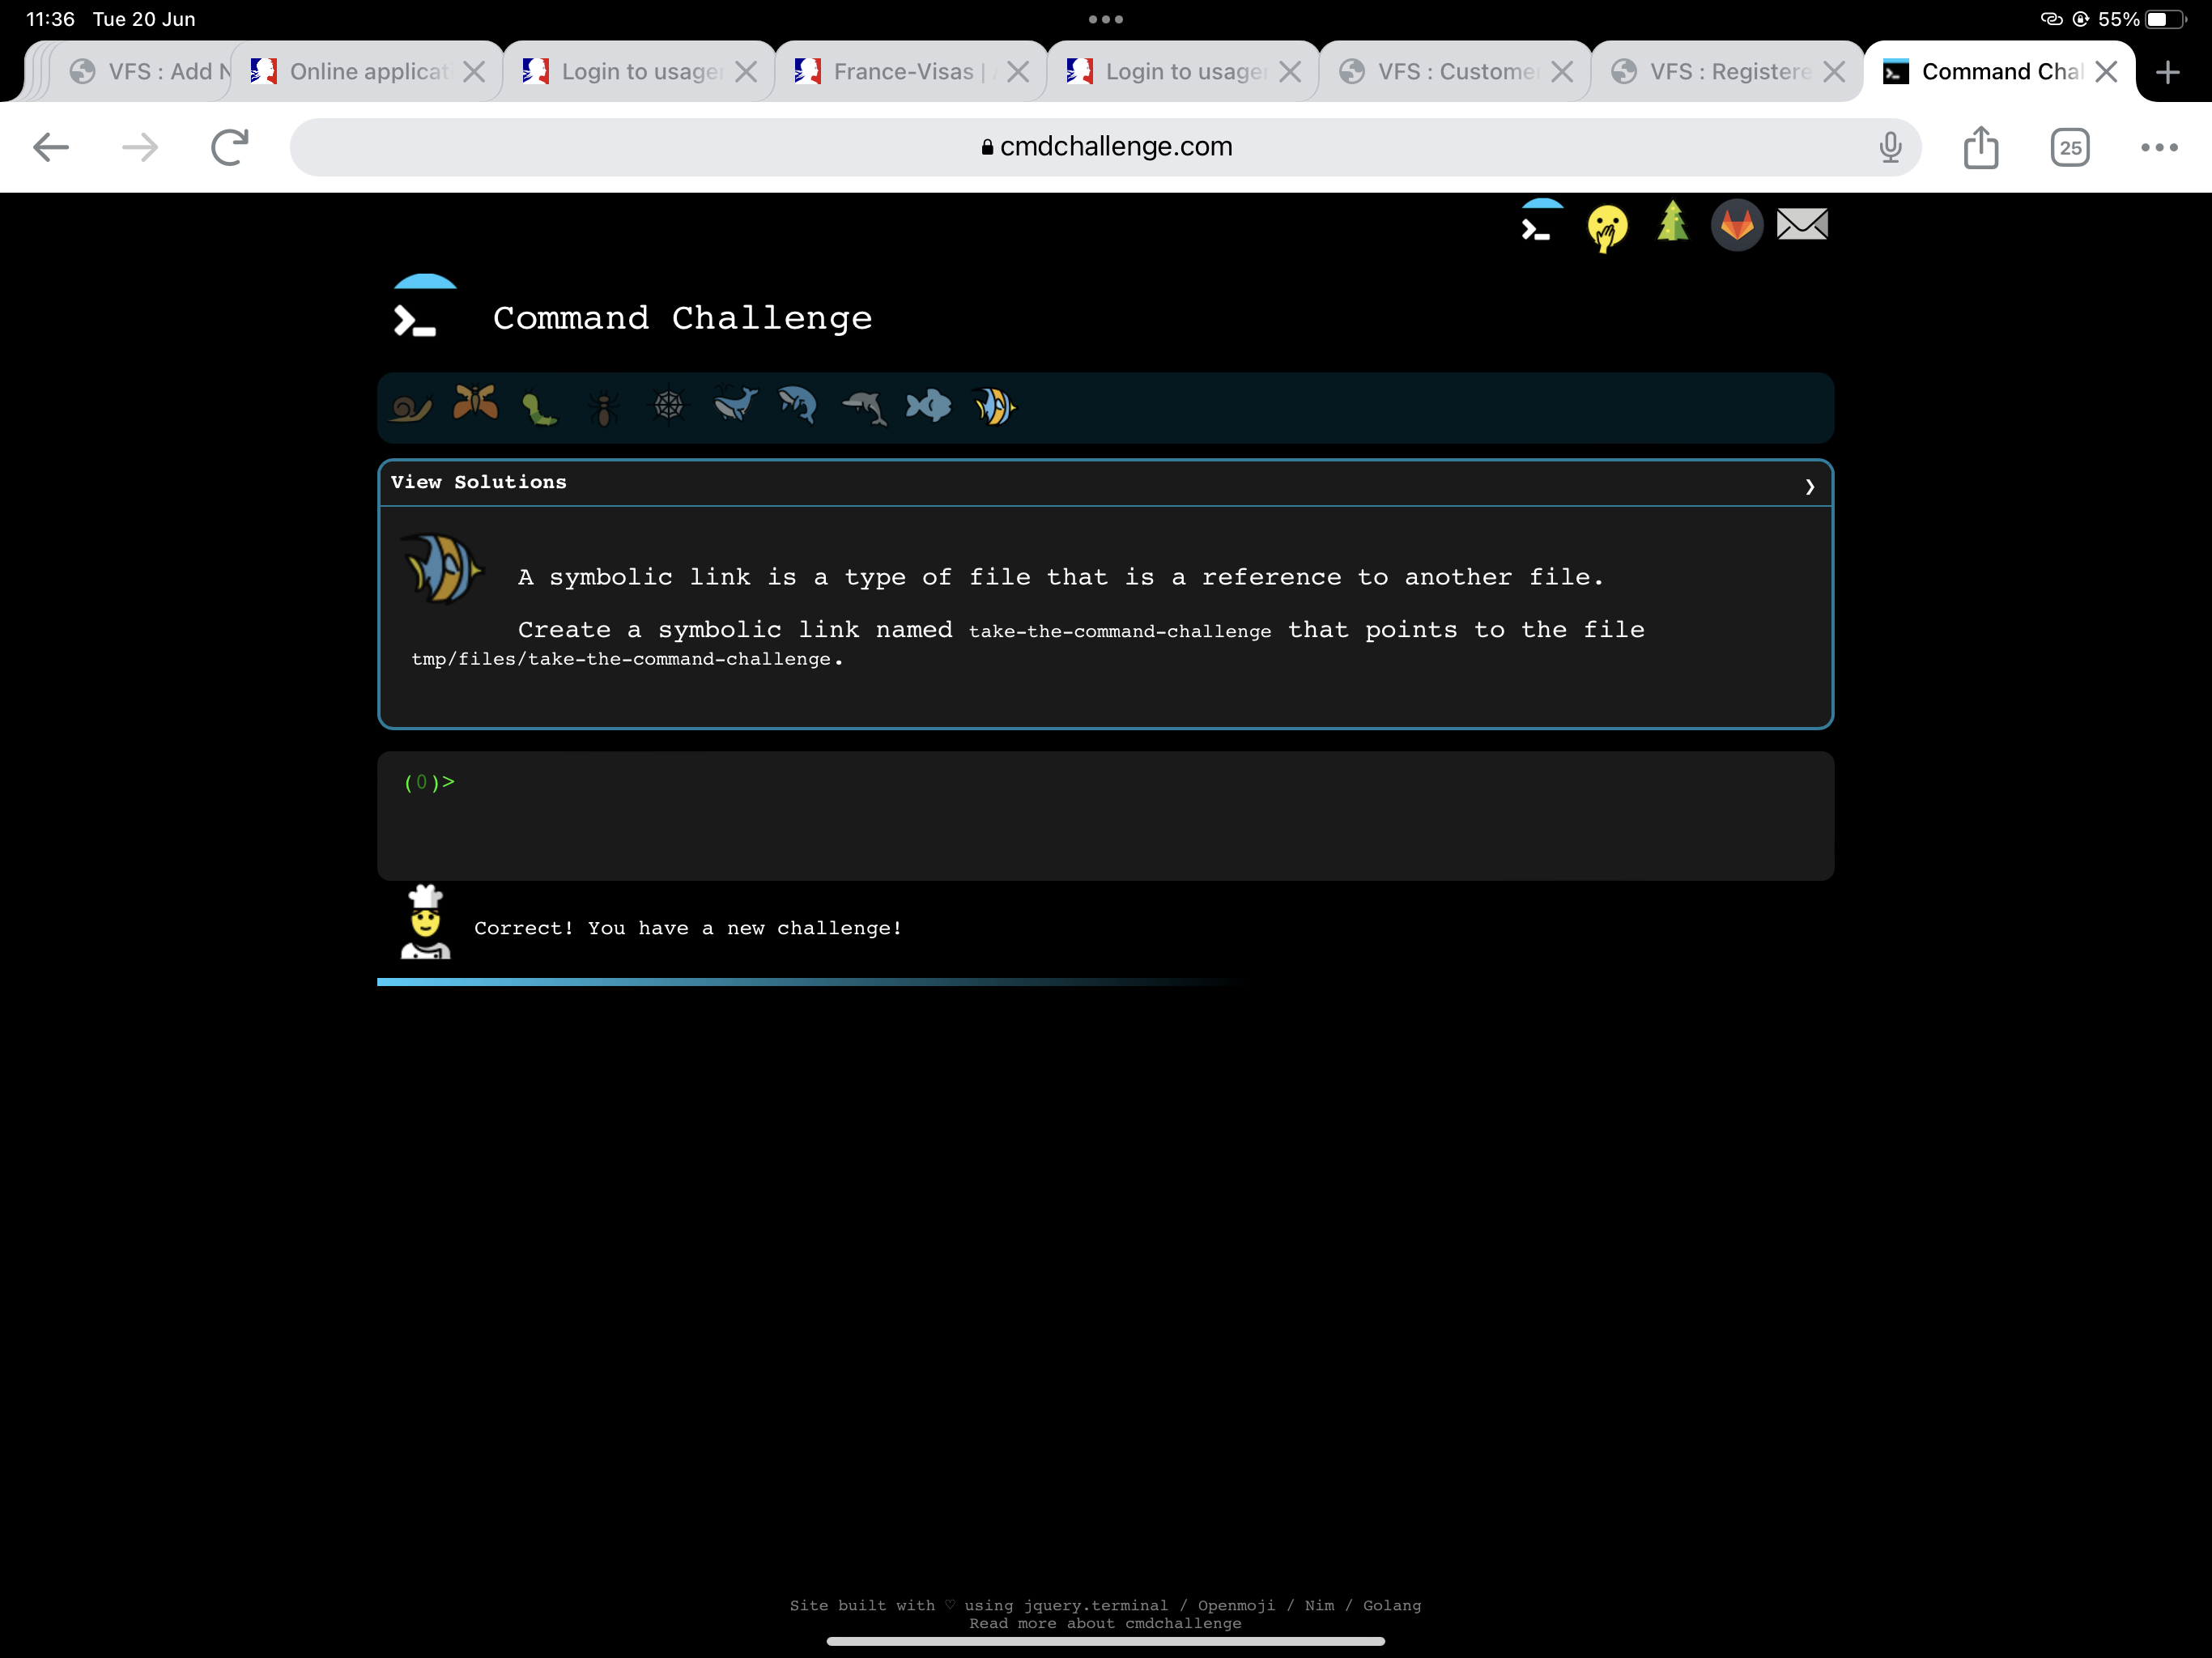 11:36 Tue 20 Jun
55%
VFS : Add N
Online applicat
Login to usager
France-Visas |
Login to usager
VFS : Custome
VFS : Registere
Command Chal
cmdchallenge.com
25
Command Challenge
View Solutions
A symbolic link is a type of file that is a reference to another file.
Create a symbolic link named take-the-command-challenge that points to the file
tmp/files/take-the-command-challenge.
(0)>
Correct! You have a new challenge!
Site built with ♡ using jquery.terminal / Openmoji / Nim / Golang
Read more about cmdchallenge